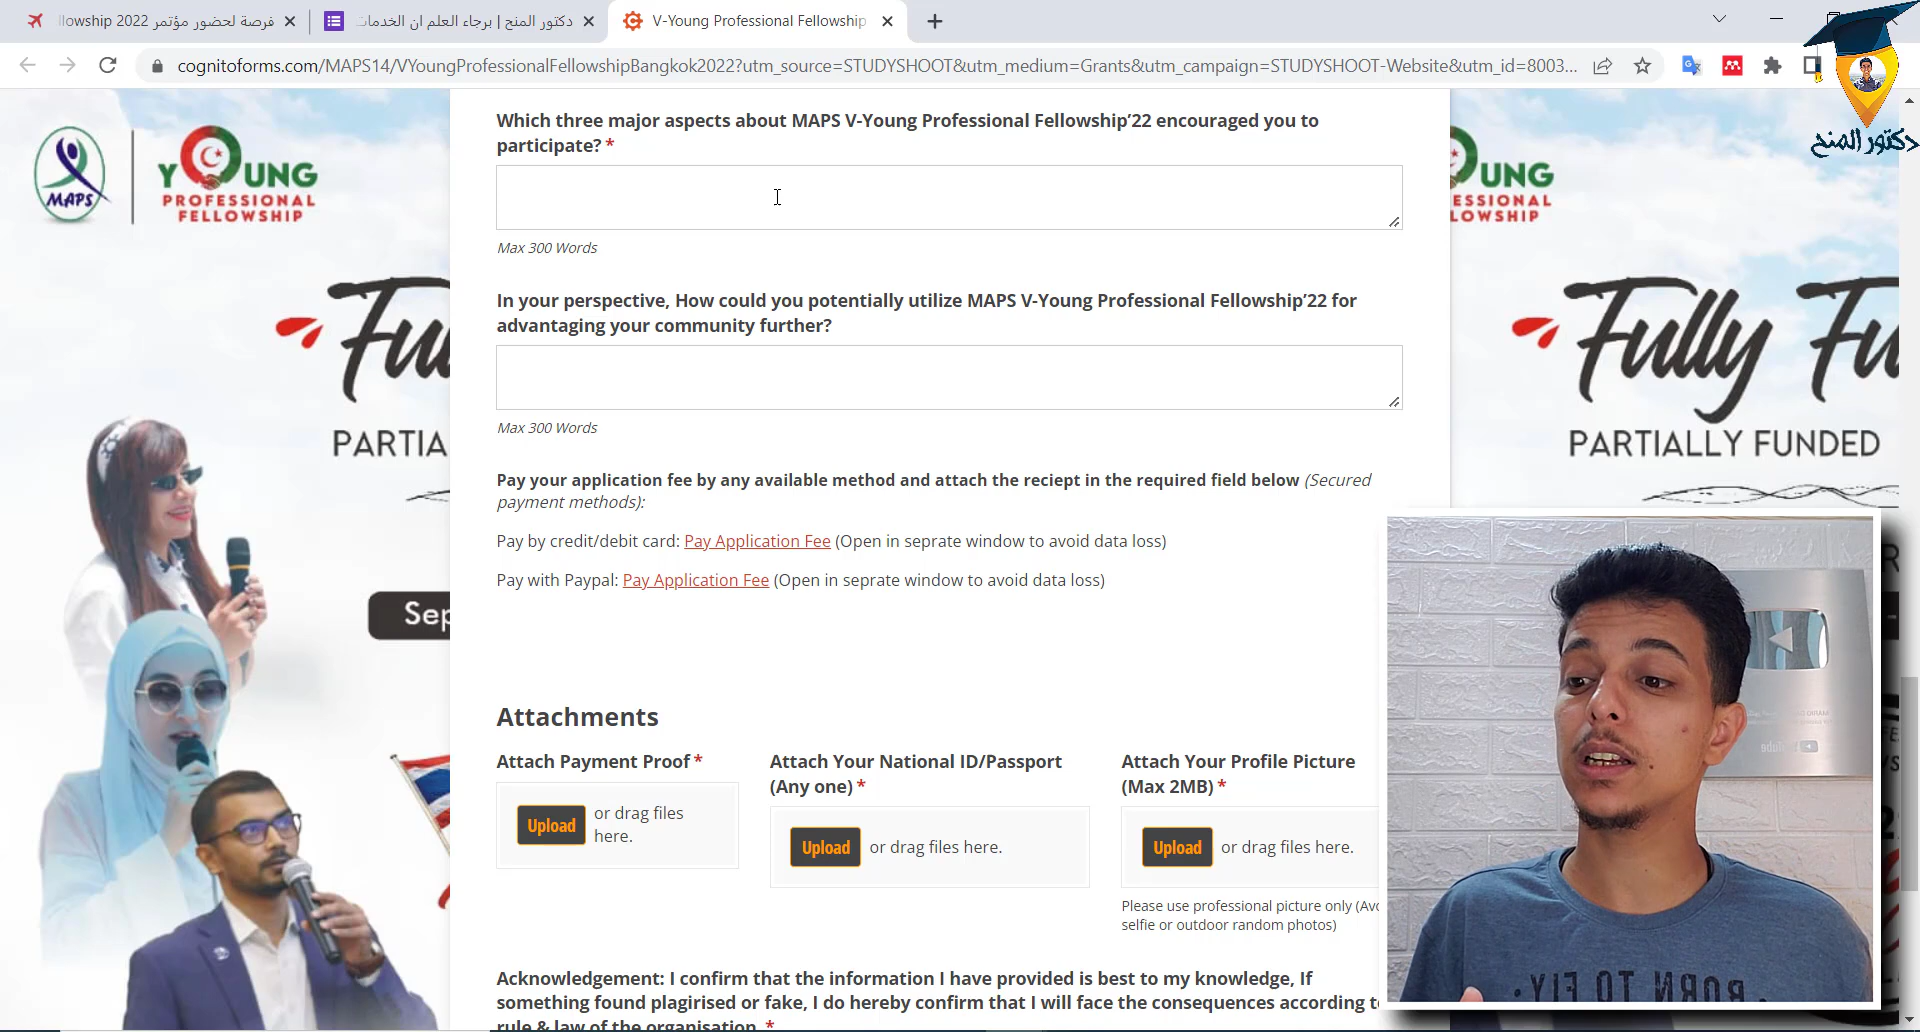 llowship 2022 فرصة لحضور مؤتمر
دكتور المنح | برجاء العلم ان الخدمات
V-Young Professional Fellowship
cognitoforms.com/MAPS14/VYoungProfessionalFellowshipBangkok2022?utm_source=STUDYSHOOT&utm_medium=Grants&utm_campaign=STUDYSHOOT-Website&utm_id=8003...
دكتور المنح
MAPS
YOUNG
PROFESSIONAL
FELLOWSHIP
Which three major aspects about MAPS V-Young Professional Fellowship’22 encouraged you to
participate? *
Max 300 Words
In your perspective, How could you potentially utilize MAPS V-Young Professional Fellowship’22 for
advantaging your community further?
Max 300 Words
Pay your application fee by any available method and attach the reciept in the required field below (Secured
payment methods):
Pay by credit/debit card: Pay Application Fee (Open in seprate window to avoid data loss)
Pay with Paypal: Pay Application Fee (Open in seprate window to avoid data loss)
Attachments
Attach Payment Proof *
Upload or drag files
here.
Attach Your National ID/Passport
(Any one) *
Upload or drag files here.
Attach Your Profile Picture
(Max 2MB) *
Upload or drag files here.
Please use professional picture only (Avo
selfie or outdoor random photos)
Acknowledgement: I confirm that the information I have provided is best to my knowledge, If
something found plagirised or fake, I do hereby confirm that I will face the consequences according t
rule & law of the organisation. *
Fu
PARTIA
Sep
OUNG
ESSIONAL
LOWSHIP
Fully Fu
PARTIALLY FUNDED
YouTube
BORN TO FLY